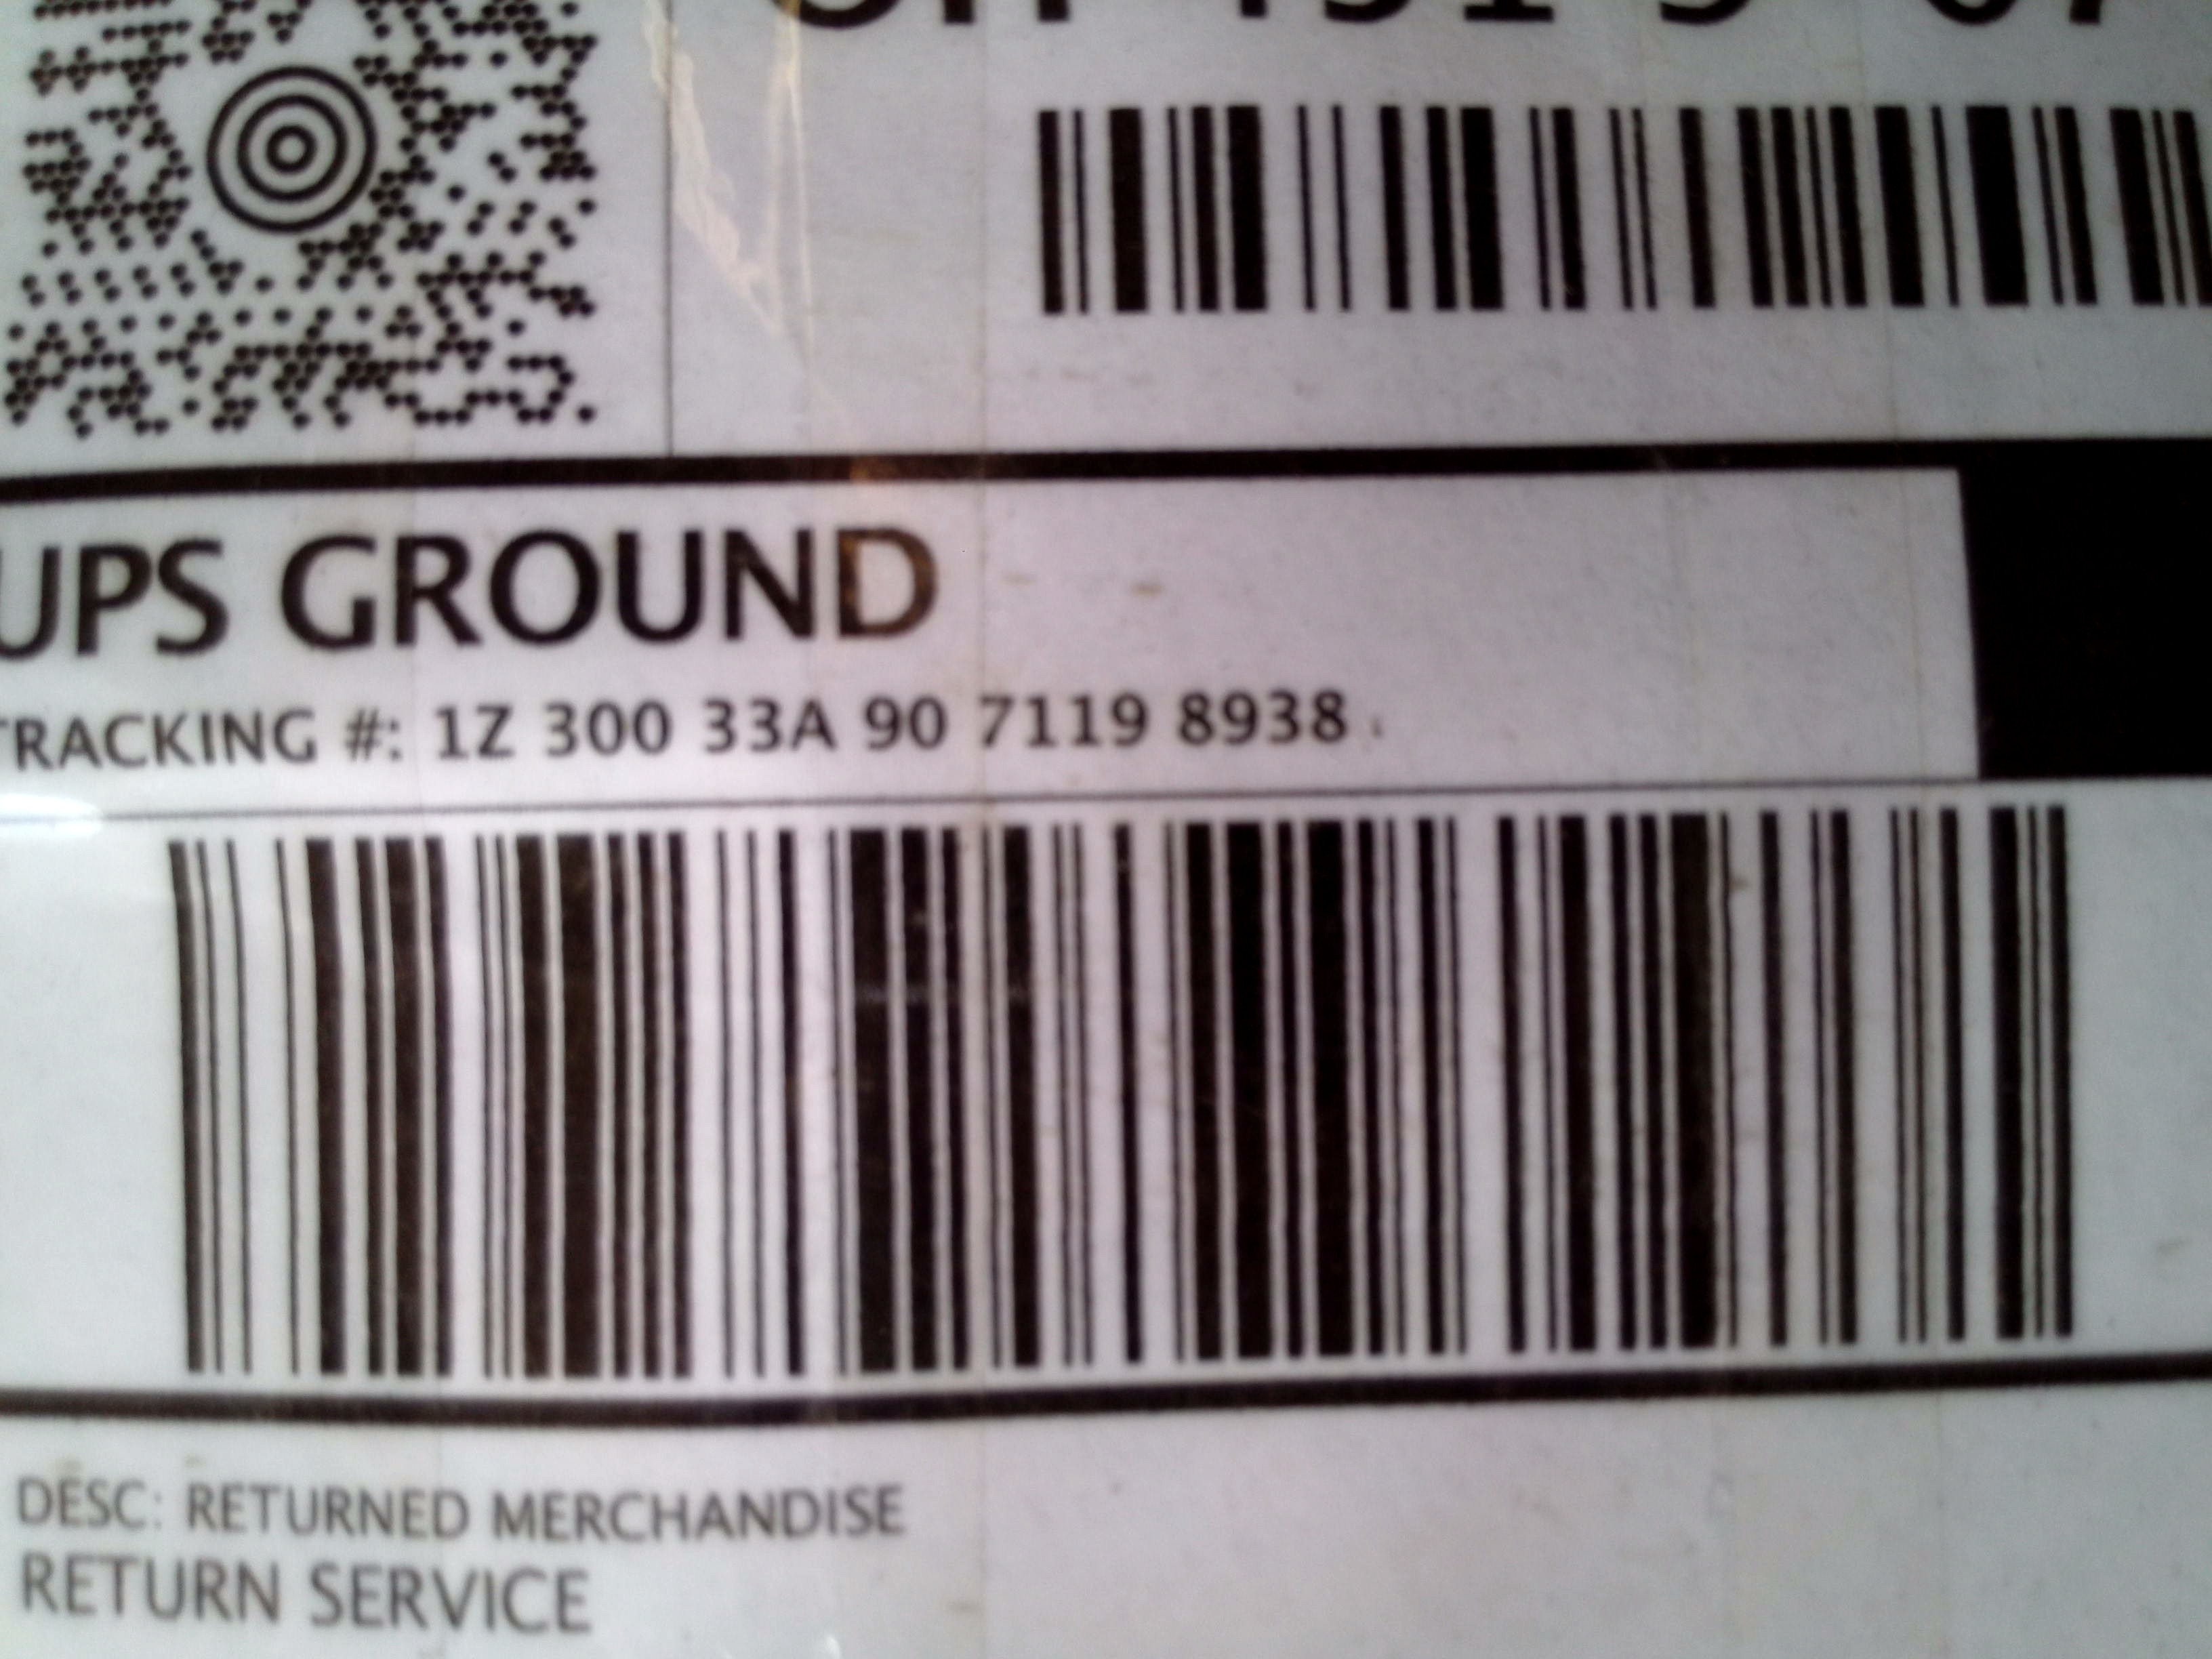 UPS GROUND
TRACKING #: 1Z 300 33A 90 7119 8938
DESC: RETURNED MERCHANDISE
RETURN SERVICE